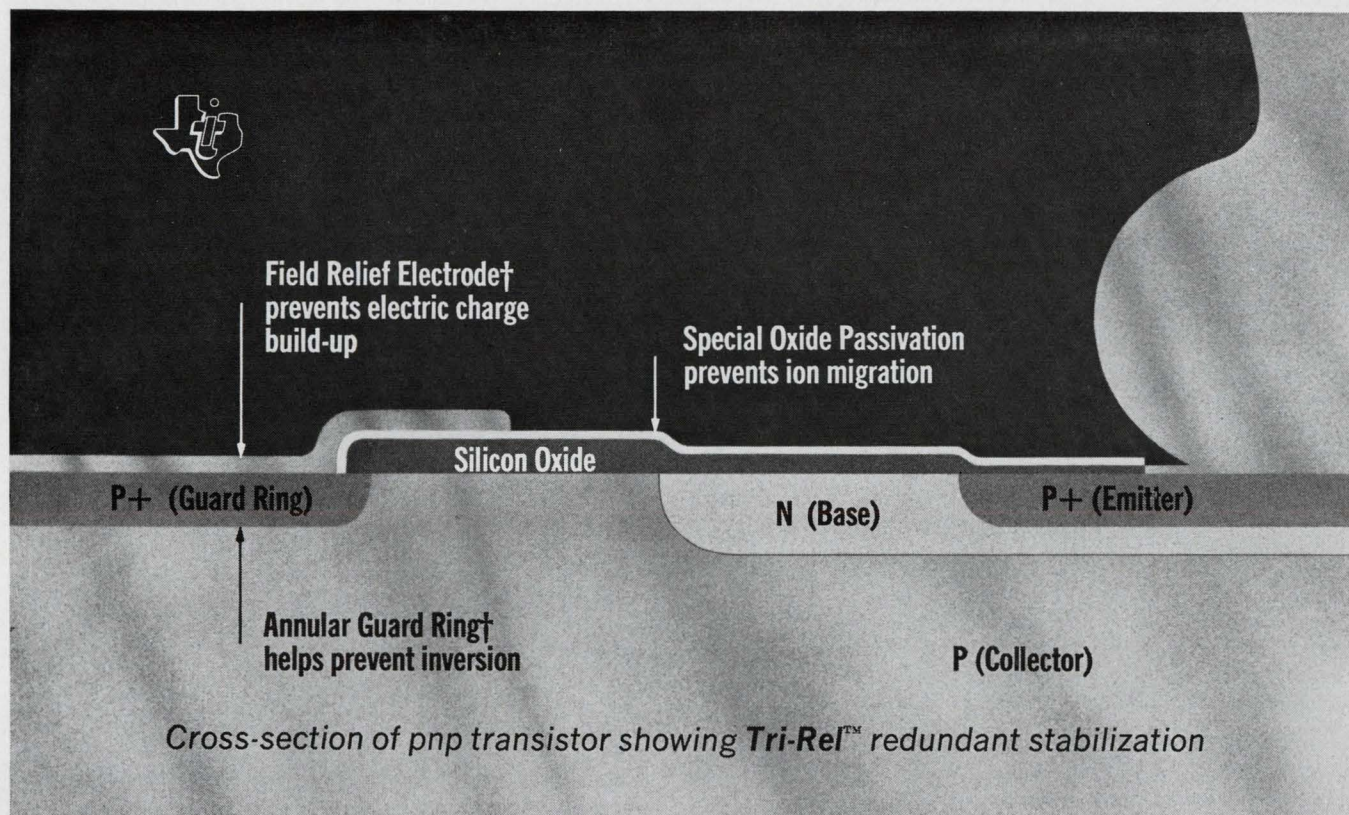 Field Relief Electrode†
prevents electric charge
build-up
Special Oxide Passivation
prevents ion migration
Silicon Oxide
P+ (Guard Ring)
N (Base)
P+ (Emitter)
Annular Guard Ring†
helps prevent inversion
P (Collector)
Cross-section of pnp transistor showing Tri-Rel™ redundant stabilization